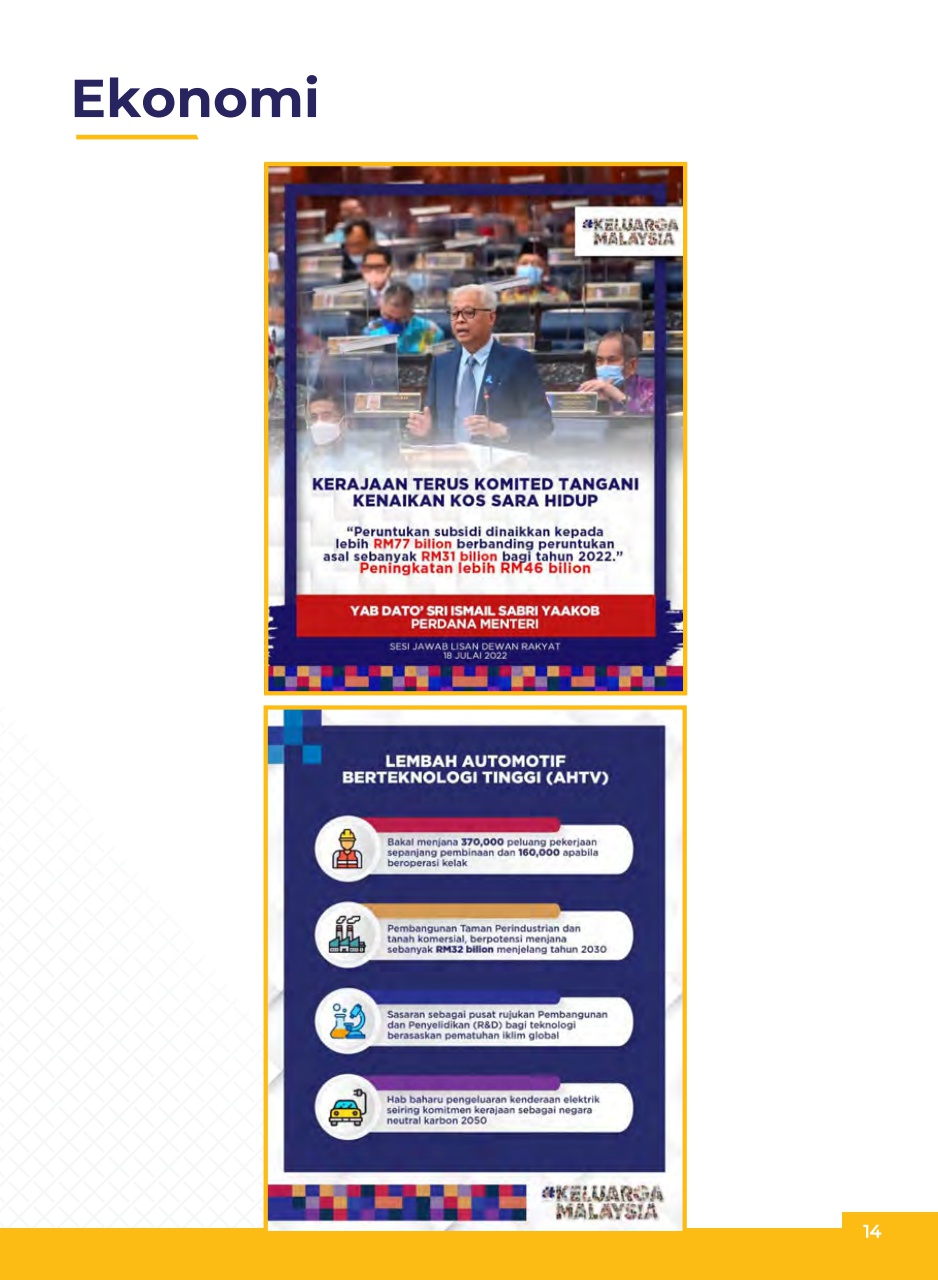 Ekonomi
#KELUARGA
MALAYSIA
KERAJAAN TERUS KOMITED TANGANI
KENAIKAN KOS SARA HIDUP
“Peruntukan subsidi dinaikkan kepada
lebih RM77 bilion berbanding peruntukan
asal sebanyak RM31 bilion bagi tahun 2022.”
Peningkatan lebih RM46 bilion
YAB DATO’ SRI ISMAIL SABRI YAAKOB
PERDANA MENTERI
SESI JAWAB LISAN DEWAN RAKYAT
18 JULAI 2022
LEMBAH AUTOMOTIF
BERTEKNOLOGI TINGGI (AHTV)
Bakal menjana 370,000 peluang pekerjaan
sepanjang pembinaan dan 160,000 apabila
beroperasi kelak
Pembangunan Taman Perindustrian dan
tanah komersial, berpotensi menjana
sebanyak RM32 bilion menjelang tahun 2030
Sasaran sebagai pusat rujukan Pembangunan
dan Penyelidikan (R&D) bagi teknologi
berasaskan pematuhan iklim global
Hab baharu pengeluaran kenderaan elektrik
seiring komitmen kerajaan sebagai negara
neutral karbon 2050
#KELUARGA
MALAYSIA
14